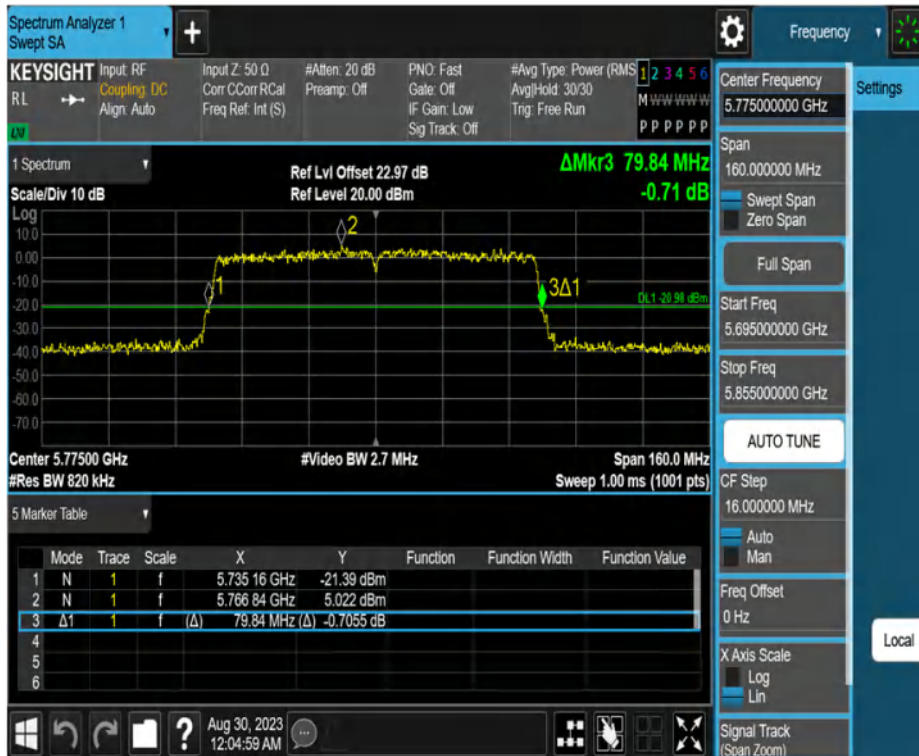 Spectrum Analyzer 1
Swept SA
+
Frequency
KEYSIGHT
RL
Input: RF
Coupling: DC
Align: Auto
Input Z: 50 Ω
Corr CCorr RCal
Freq Ref: Int (S)
#Atten: 20 dB
Preamp: Off
PNO: Fast
Gate: Off
IF Gain: Low
Sig Track: Off
#Avg Type: Power (RMS
Avg|Hold: 30/30
Trig: Free Run
1 2 3 4 5 6
M W W W W W
P P P P P P
LXI
1 Spectrum
Scale/Div 10 dB
Ref Lvl Offset 22.97 dB
Ref Level 20.00 dBm
ΔMkr3 79.84 MHz
-0.71 dB
Log
10.0
0.00
-10.0
-20.0
-30.0
-40.0
-50.0
-60.0
-70.0
2
1
3Δ1
DL1 -20.98 dBm
Center 5.77500 GHz
#Res BW 820 kHz
#Video BW 2.7 MHz
Span 160.0 MHz
Sweep 1.00 ms (1001 pts)
5 Marker Table
Mode Trace Scale X Y Function Function Width Function Value
1 N 1 f 5.735 16 GHz -21.39 dBm
2 N 1 f 5.766 84 GHz 5.022 dBm
3 Δ1 1 f (Δ) 79.84 MHz (Δ) -0.7055 dB
4
5
6
?
Aug 30, 2023
12:04:59 AM
Center Frequency
5.775000000 GHz
Span
160.000000 MHz
Swept Span
Zero Span
Full Span
Start Freq
5.695000000 GHz
Stop Freq
5.855000000 GHz
AUTO TUNE
CF Step
16.000000 MHz
Auto
Man
Freq Offset
0 Hz
X Axis Scale
Log
Lin
Signal Track
(Span Zoom)
Settings
Local